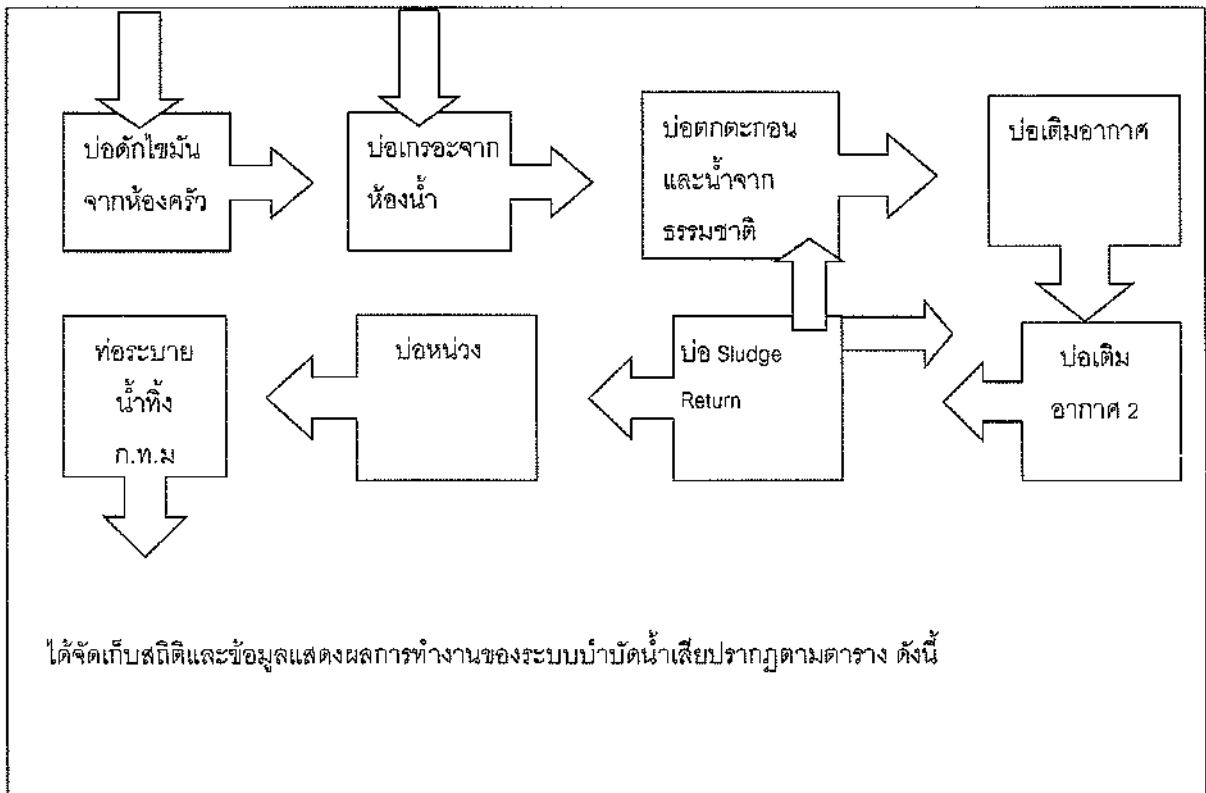 บ่อดักไขมัน
จากห้องครัว
บ่อเกรอะจาก
ห้องน้ำ
บ่อตกตะกอน
และน้ำจาก
ธรรมชาติ
บ่อเติมอากาศ
ท่อระบาย
น้ำทิ้ง
ก.ท.ม
บ่อหน่วง
บ่อ Sludge
Return
บ่อเติม
อากาศ 2
ได้จัดเก็บสถิติและข้อมูลแสดงผลการทำงานของระบบบำบัดน้ำเสียปรากฏตามตาราง ดังนี้